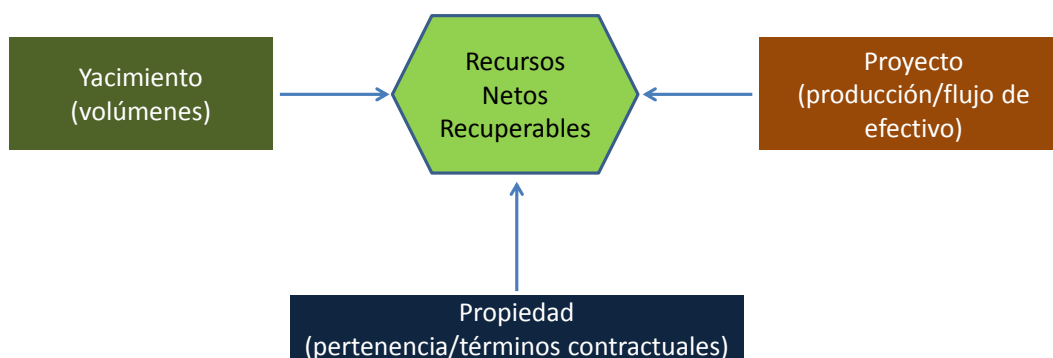 Yacimiento
(volúmenes)
Recursos
Netos
Recuperables
Proyecto
(producción/flujo de
efectivo)
Propiedad
(pertenencia/términos contractuales)